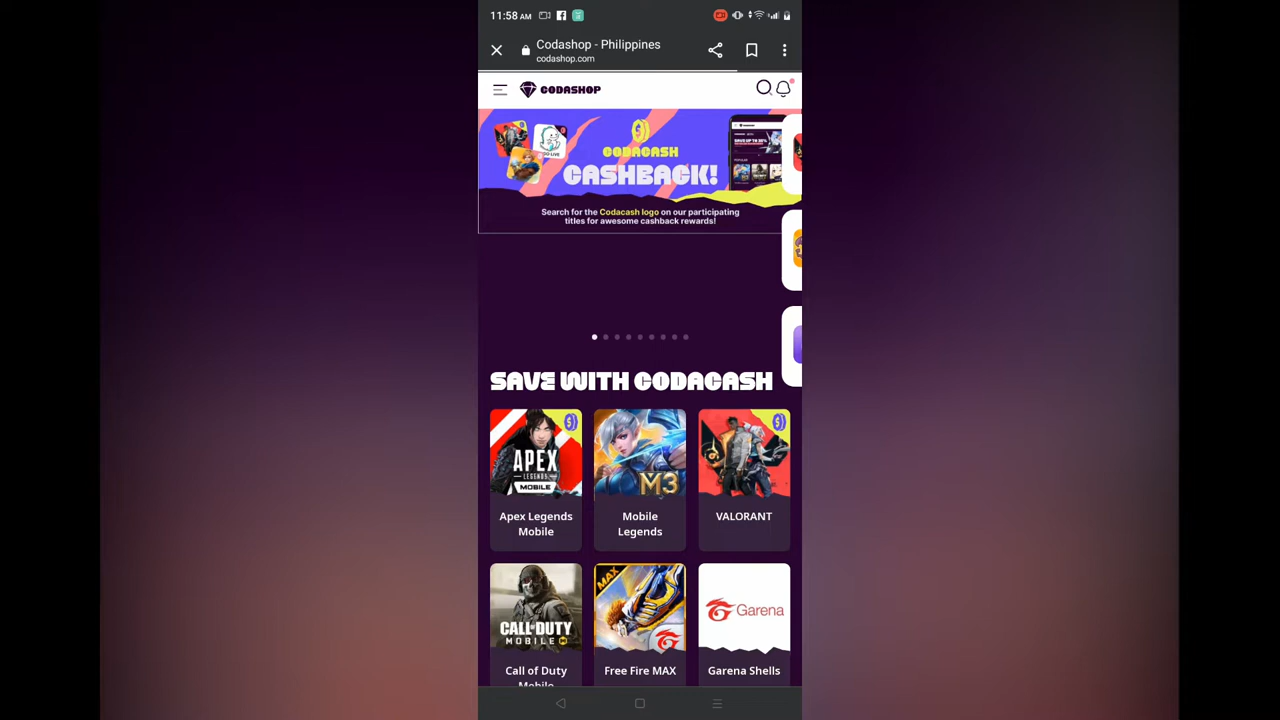 11:58 AM
Codashop - Philippines
codashop.com
CODASHOP
CODACASH
CASHBACK!
Search for the Codacash logo on our participating
titles for awesome cashback rewards!
SAVE WITH CODACASH
APEX
LEGENDS
MOBILE
M3
Apex Legends
Mobile
Mobile
Legends
VALORANT
CALL OF DUTY
MOBILE
MAX
Garena
Call of Duty
Mobile
Free Fire MAX
Garena Shells